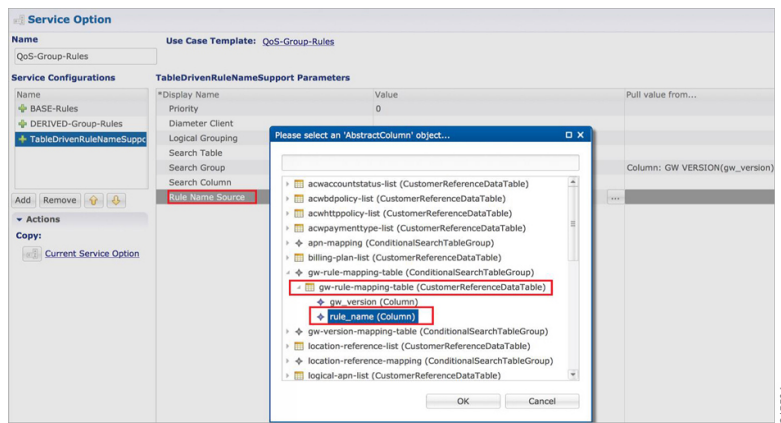 Service Option
Name
Use Case Template: QoS-Group-Rules
QoS-Group-Rules
Service Configurations
TableDrivenRuleNameSupport Parameters
Name
BASE-Rules
DERIVED-Group-Rules
TableDrivenRuleNameSuppc
Add Remove
Actions
Copy:
Current Service Option
*Display Name Value Pull value from...
Priority 0
Diameter Client
Logical Grouping
Search Table
Search Group Column: GW VERSION(gw_version)
Search Column
Rule Name Source ...
Please select an 'AbstractColumn' object...
acwaccountstatus-list (CustomerReferenceDataTable)
acwbdpolicy-list (CustomerReferenceDataTable)
acwhttppolicy-list (CustomerReferenceDataTable)
acwpaymenttype-list (CustomerReferenceDataTable)
apn-mapping (ConditionalSearchTableGroup)
billing-plan-list (CustomerReferenceDataTable)
gw-rule-mapping-table (ConditionalSearchTableGroup)
gw-rule-mapping-table (CustomerReferenceDataTable)
gw_version (Column)
rule_name (Column)
gw-version-mapping-table (ConditionalSearchTableGroup)
location-reference-list (CustomerReferenceDataTable)
location-reference-mapping (ConditionalSearchTableGroup)
logical-apn-list (CustomerReferenceDataTable)
OK Cancel